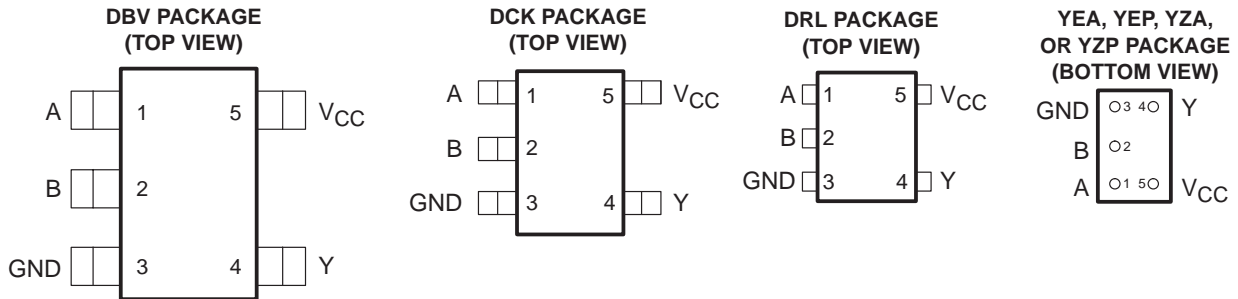 DBV PACKAGE
(TOP VIEW)
A 1 5 VCC
B 2
GND 3 4 Y
DCK PACKAGE
(TOP VIEW)
A 1 5 VCC
B 2
GND 3 4 Y
DRL PACKAGE
(TOP VIEW)
A 1 5 VCC
B 2
GND 3 4 Y
YEA, YEP, YZA,
OR YZP PACKAGE
(BOTTOM VIEW)
GND 3 4 Y
B 2
A 1 5 VCC